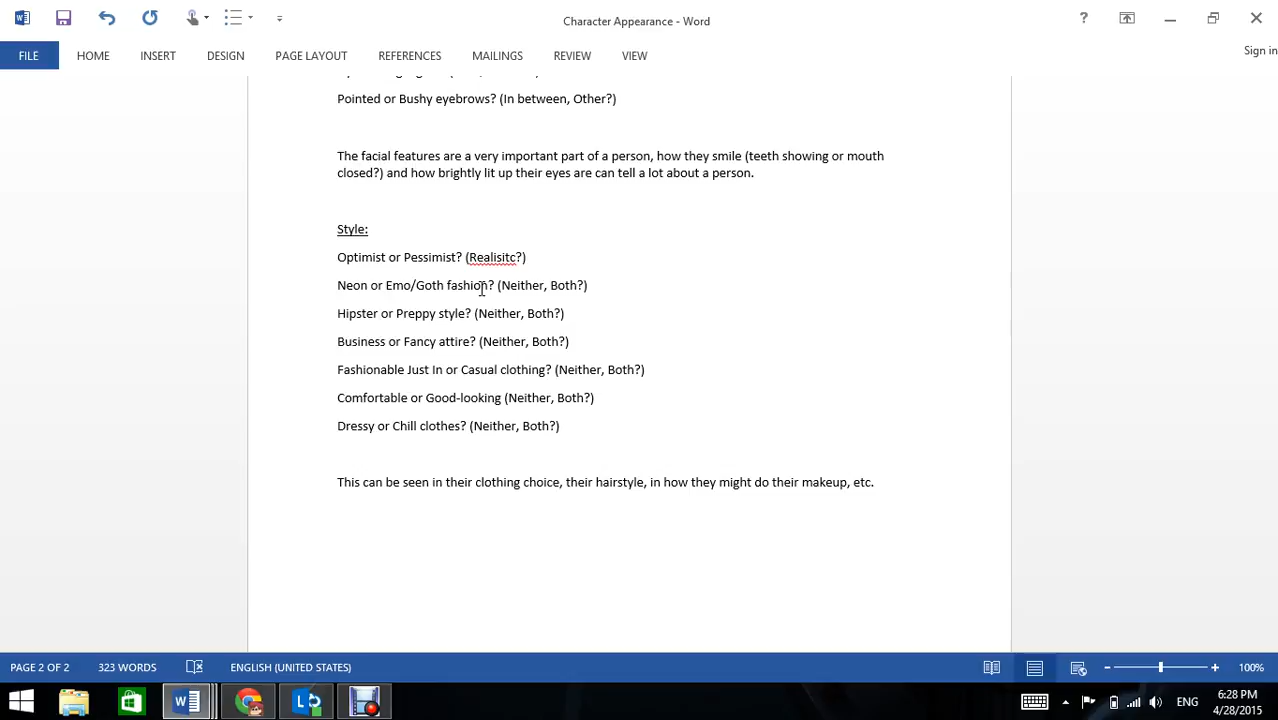 Character Appearance - Word
?
FILE HOME INSERT DESIGN PAGE LAYOUT REFERENCES MAILINGS REVIEW VIEW
Sign in
Pointed or Bushy eyebrows? (In between, Other?)
The facial features are a very important part of a person, how they smile (teeth showing or mouth
closed?) and how brightly lit up their eyes are can tell a lot about a person.
Style:
Optimist or Pessimist? (Realisitc?)
Neon or Emo/Goth fashion? (Neither, Both?)
Hipster or Preppy style? (Neither, Both?)
Business or Fancy attire? (Neither, Both?)
Fashionable Just In or Casual clothing? (Neither, Both?)
Comfortable or Good-looking (Neither, Both?)
Dressy or Chill clothes? (Neither, Both?)
This can be seen in their clothing choice, their hairstyle, in how they might do their makeup, etc.
PAGE 2 OF 2 323 WORDS ENGLISH (UNITED STATES) 100%
ENG 6:28 PM
4/28/2015